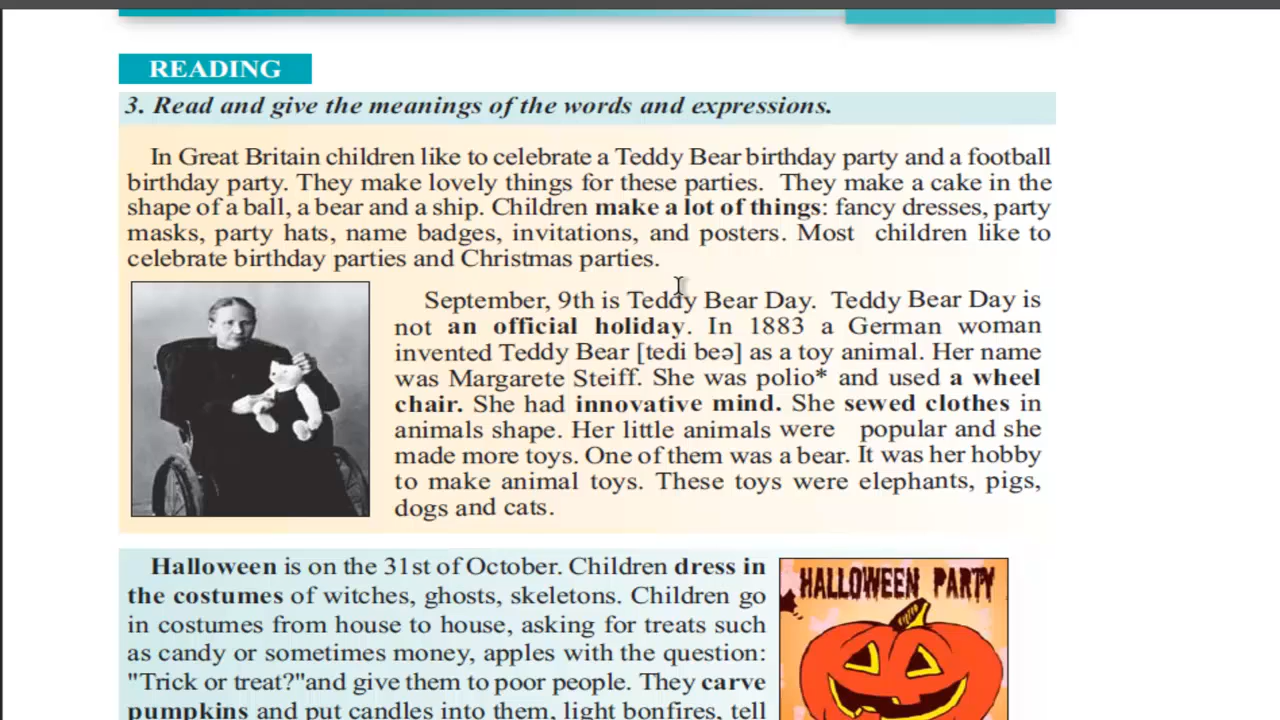 READING
3. Read and give the meanings of the words and expressions.
In Great Britain children like to celebrate a Teddy Bear birthday party and a football
birthday party. They make lovely things for these parties. They make a cake in the
shape of a ball, a bear and a ship. Children make a lot of things: fancy dresses, party
masks, party hats, name badges, invitations, and posters. Most children like to
celebrate birthday parties and Christmas parties.
September, 9th is Teddy Bear Day. Teddy Bear Day is
not an official holiday. In 1883 a German woman
invented Teddy Bear [tedi beə] as a toy animal. Her name
was Margarete Steiff. She was polio* and used a wheel
chair. She had innovative mind. She sewed clothes in
animals shape. Her little animals were popular and she
made more toys. One of them was a bear. It was her hobby
to make animal toys. These toys were elephants, pigs,
dogs and cats.
Halloween is on the 31st of October. Children dress in
the costumes of witches, ghosts, skeletons. Children go
in costumes from house to house, asking for treats such
as candy or sometimes money, apples with the question:
"Trick or treat?"and give them to poor people. They carve
pumpkins and put candles into them, light bonfires, tell
HALLOWEEN PARTY